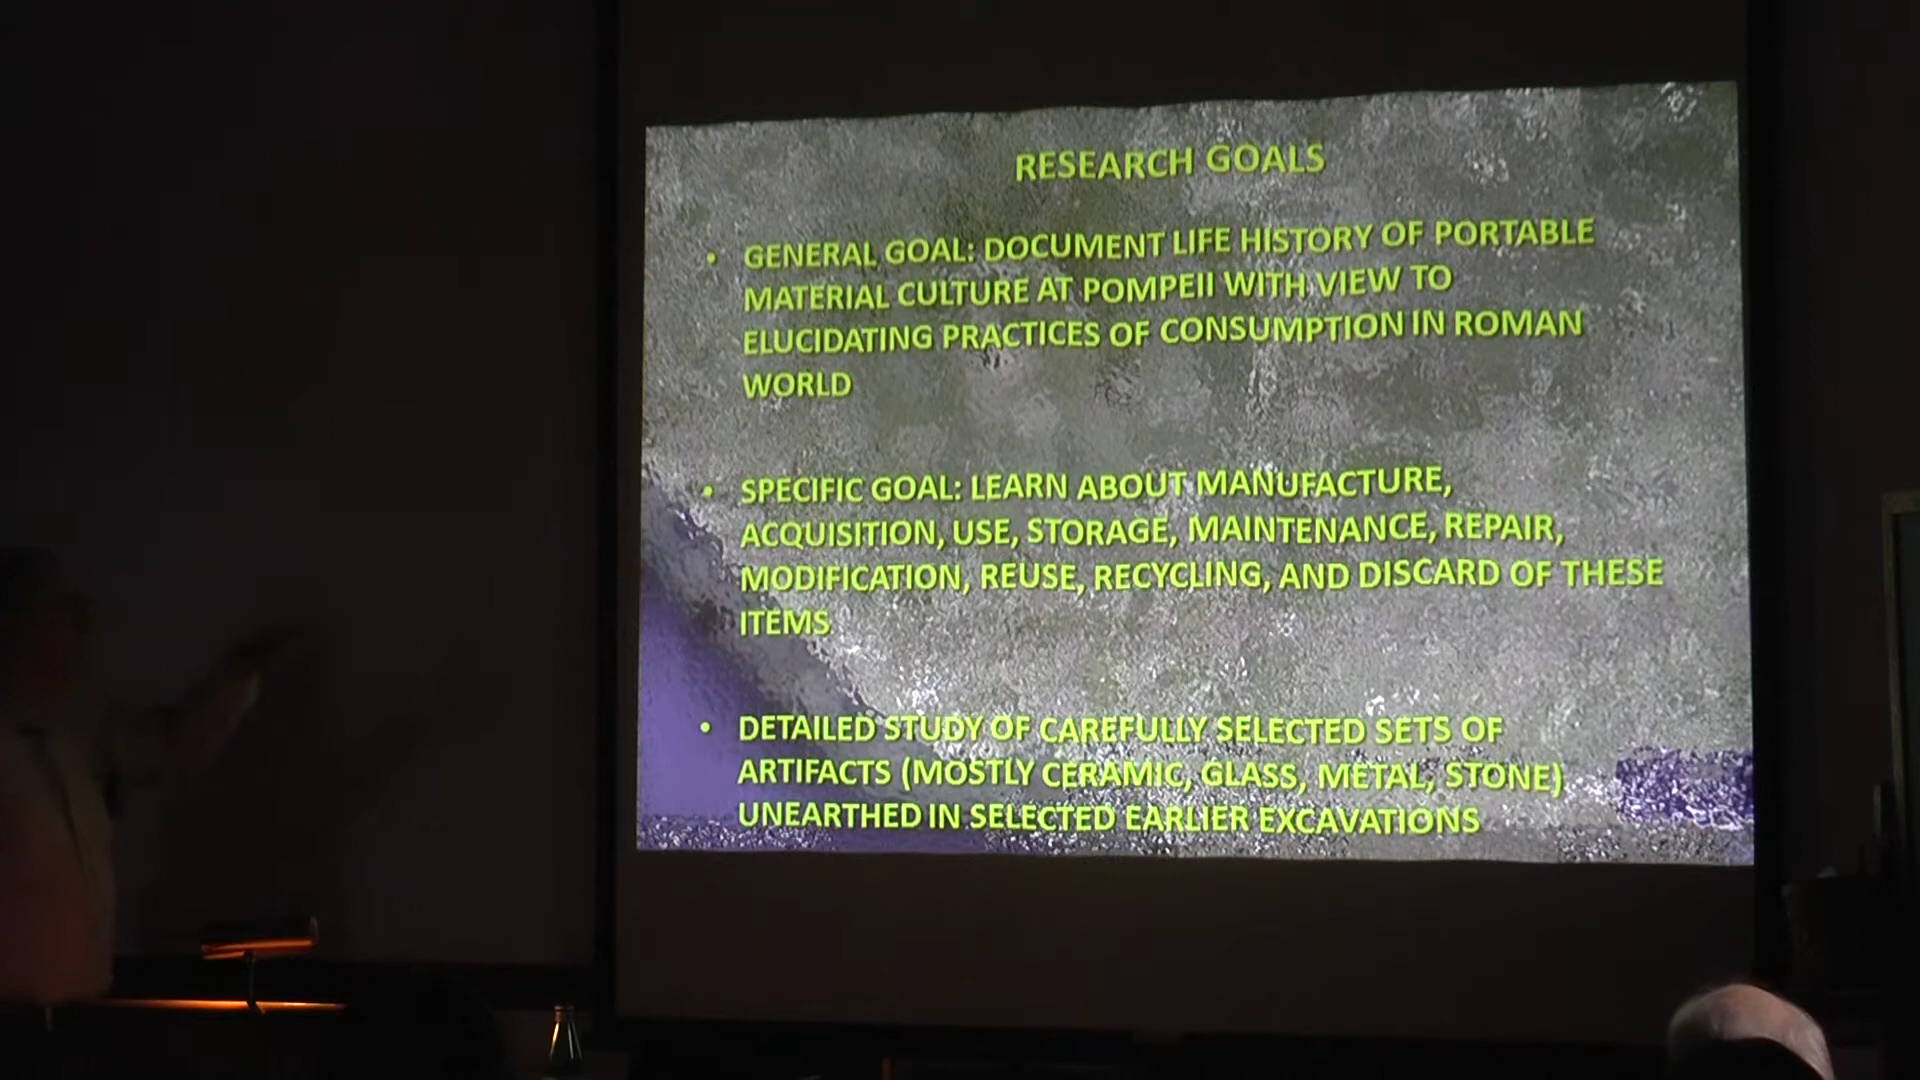 RESEARCH GOALS
• GENERAL GOAL: DOCUMENT LIFE HISTORY OF PORTABLE
MATERIAL CULTURE AT POMPEII WITH VIEW TO
ELUCIDATING PRACTICES OF CONSUMPTION IN ROMAN
WORLD
• SPECIFIC GOAL: LEARN ABOUT MANUFACTURE,
ACQUISITION, USE, STORAGE, MAINTENANCE, REPAIR,
MODIFICATION, REUSE, RECYCLING, AND DISCARD OF THESE
ITEMS
• DETAILED STUDY OF CAREFULLY SELECTED SETS OF
ARTIFACTS (MOSTLY CERAMIC, GLASS, METAL, STONE)
UNEARTHED IN SELECTED EARLIER EXCAVATIONS